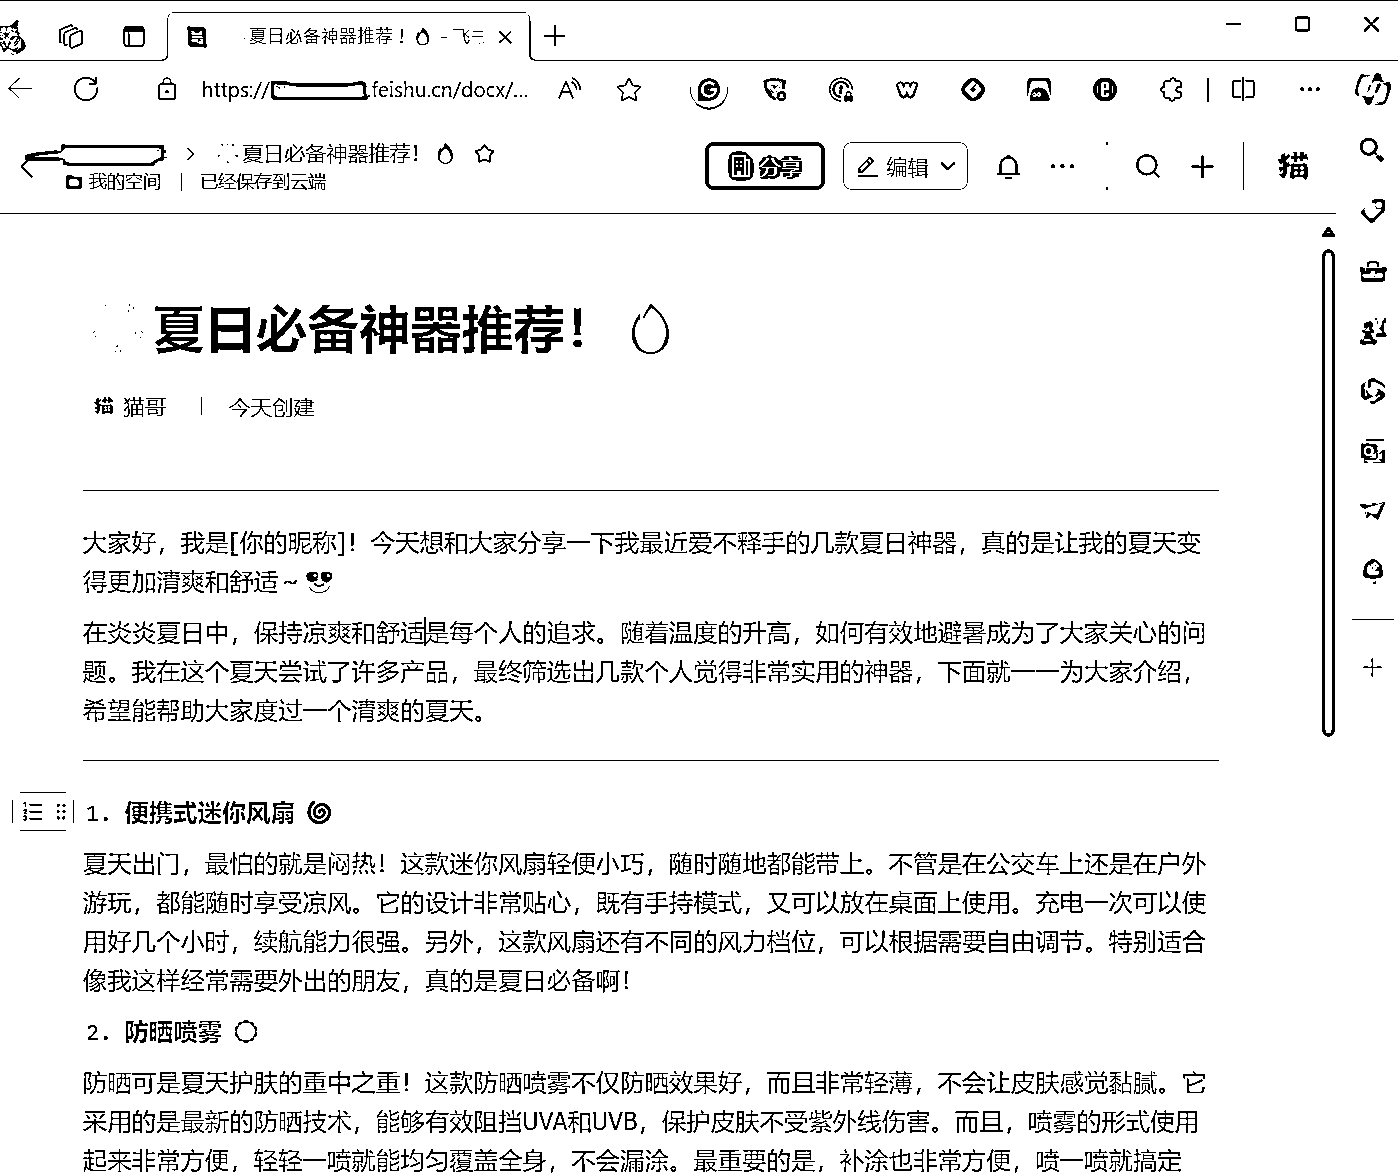 夏日必备神器推荐！ - 飞
https:// feishu.cn/docx/...
夏日必备神器推荐！
我的空间 | 已经保存到云端
分享
编辑
猫
夏日必备神器推荐！
猫 猫哥 | 今天创建
大家好，我是[你的昵称]！今天想和大家分享一下我最近爱不释手的几款夏日神器，真的是让我的夏天变
得更加清爽和舒适~
在炎炎夏日中，保持凉爽和舒适是每个人的追求。随着温度的升高，如何有效地避暑成为了大家关心的问
题。我在这个夏天尝试了许多产品，最终筛选出几款个人觉得非常实用的神器，下面就一一为大家介绍，
希望能帮助大家度过一个清爽的夏天。
1. 便携式迷你风扇
夏天出门，最怕的就是闷热！这款迷你风扇轻便小巧，随时随地都能带上。不管是在公交车上还是在户外
游玩，都能随时享受凉风。它的设计非常贴心，既有手持模式，又可以放在桌面上使用。充电一次可以使
用好几个小时，续航能力很强。另外，这款风扇还有不同的风力档位，可以根据需要自由调节。特别适合
像我这样经常需要外出的朋友，真的是夏日必备啊！
2. 防晒喷雾
防晒可是夏天护肤的重中之重！这款防晒喷雾不仅防晒效果好，而且非常轻薄，不会让皮肤感觉黏腻。它
采用的是最新的防晒技术，能够有效阻挡UVA和UVB，保护皮肤不受紫外线伤害。而且，喷雾的形式使用
起来非常方便，轻轻一喷就能均匀覆盖全身，不会漏涂。最重要的是，补涂也非常方便，喷一喷就搞定